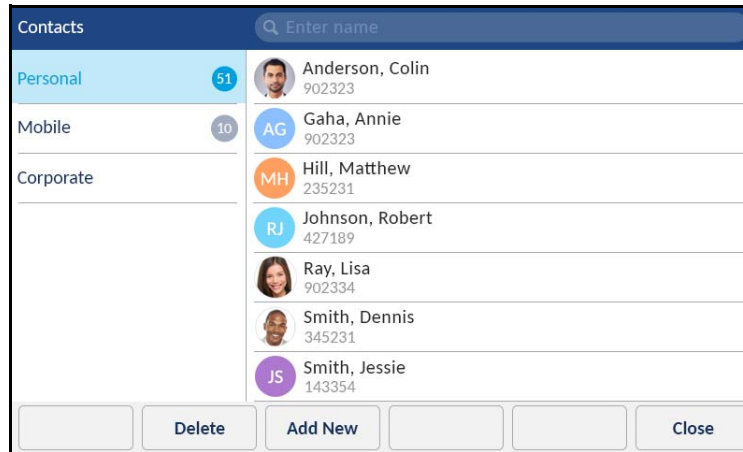 Contacts
Enter name
Personal 51
Mobile 10
Corporate
Anderson, Colin
902323
AG
Gaha, Annie
902323
MH
Hill, Matthew
235231
RJ
Johnson, Robert
427189
Ray, Lisa
902334
Smith, Dennis
345231
JS
Smith, Jessie
143354
Delete
Add New
Close